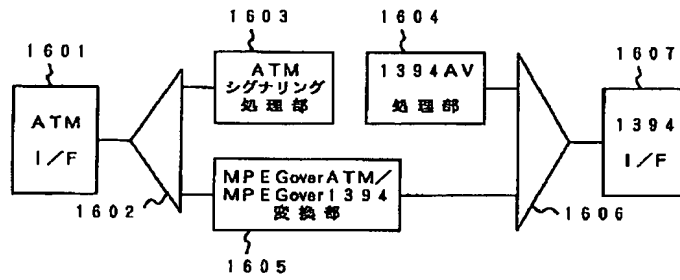 1603
1604
1601
1607
ATM
シグナリング
処理部
1394AV
処理部
ATM
I/F
1394
I/F
MPEGoverATM/
MPEGover1394
変換部
1602
1606
1605